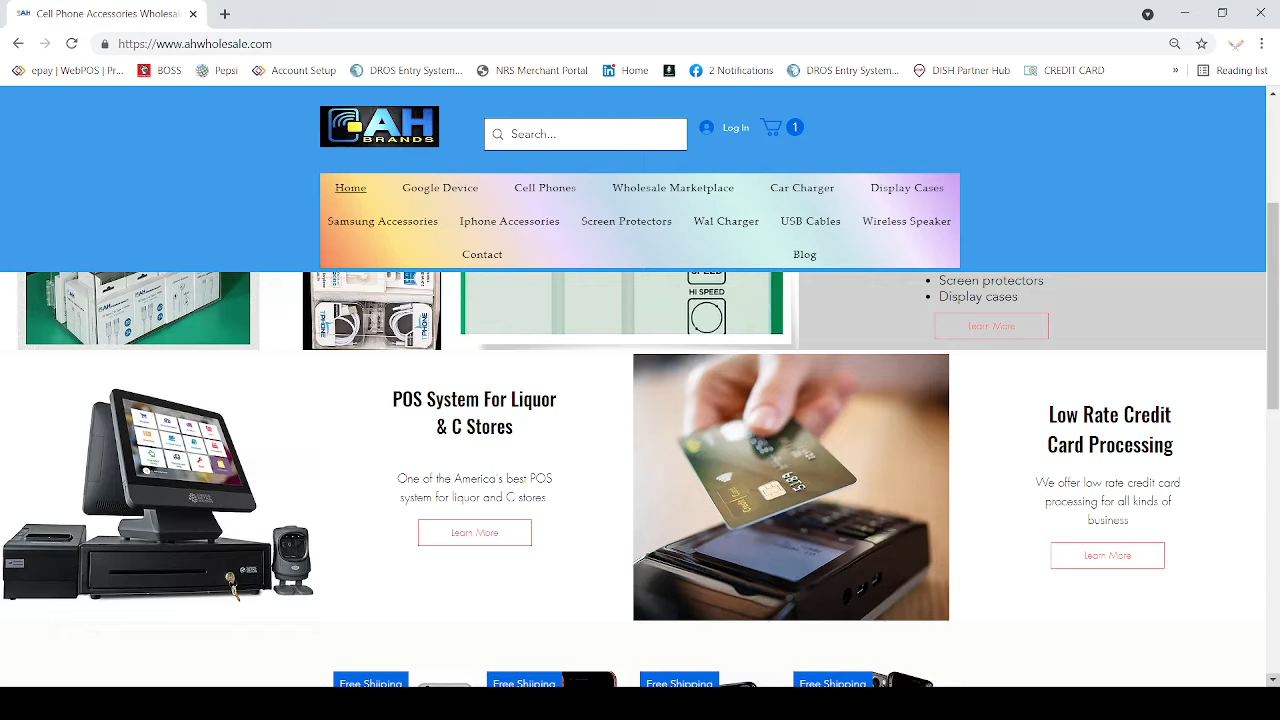 Cell Phone Accessories Wholesal
https://www.ahwholesale.com
epay | WebPOS | Pr...
BOSS
Pepsi
Account Setup
DROS Entry System...
NRS Merchant Portal
Home
2 Notifications
DROS Entry System...
DISH Partner Hub
CREDIT CARD
»
Reading list
AH
BRANDS
Search...
Log In
1
Home
Google Device
Cell Phones
Wholesale Marketplace
Car Charger
Display Cases
Samsung Accessories
Iphone Accessories
Screen Protectors
Wal Charger
USB Cables
Wireless Speaker
Contact
Blog
HI SPEED
• Screen protectors
• Display cases
Learn More
POS System For Liquor
& C Stores
One of the America's best POS
system for liquor and C stores
Learn More
Low Rate Credit
Card Processing
We offer low rate credit card
processing for all kinds of
business
Learn More
Free Shiping
Free Shiping
Free Shipping
Free Shipping